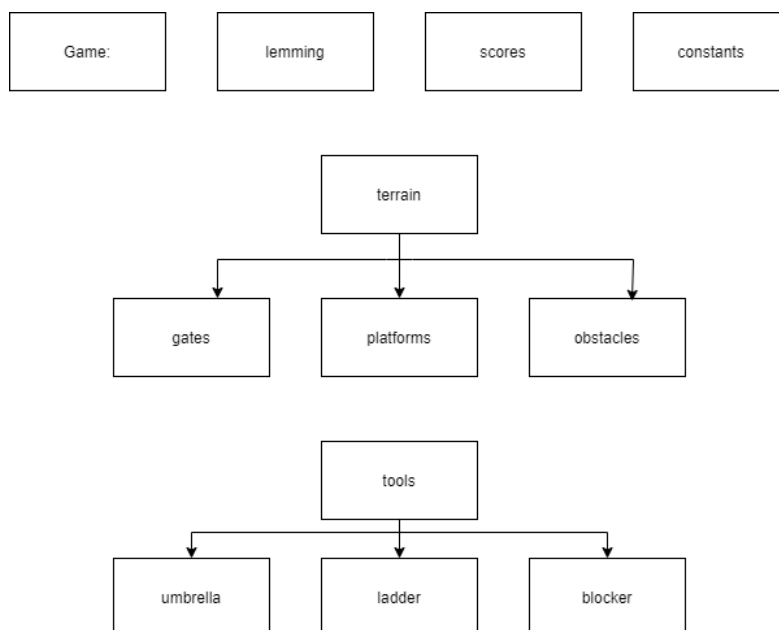 Game:
lemming
scores
constants
terrain
gates
platforms
obstacles
tools
umbrella
ladder
blocker